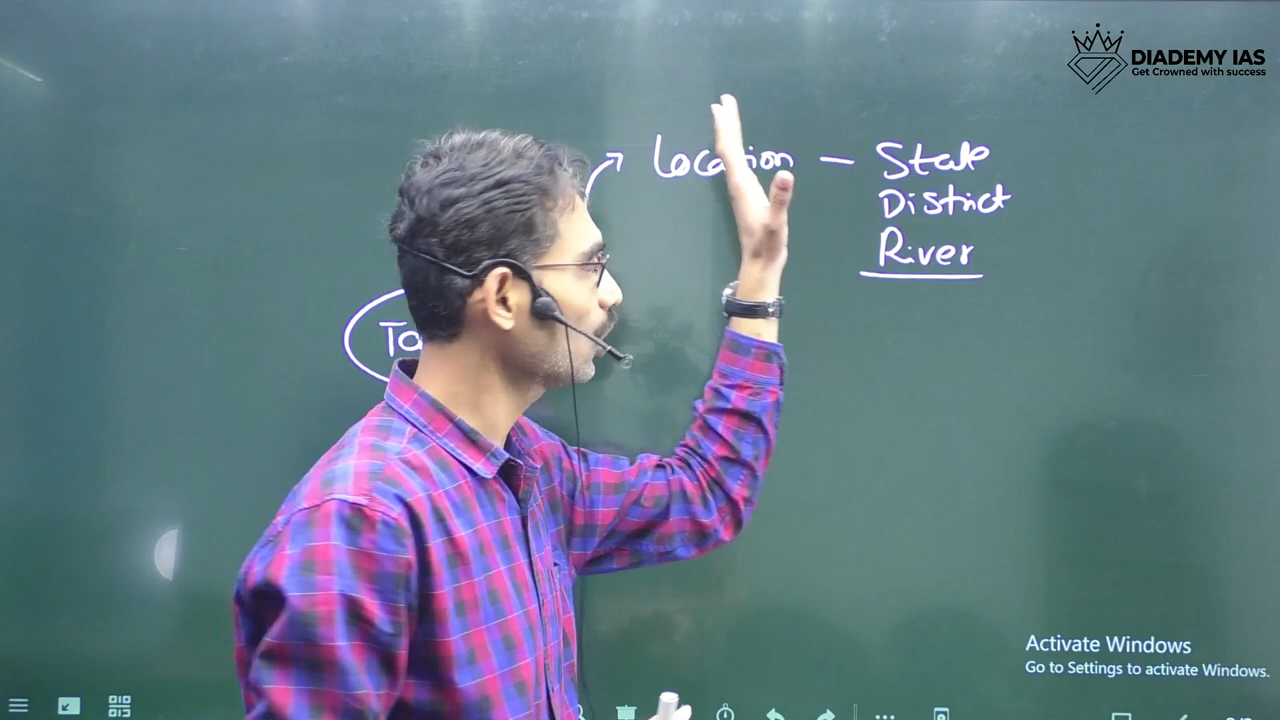 DIADEMY IAS
Get Crowned with success
Location — State
District
River
Activate Windows
Go to Settings to activate Windows.